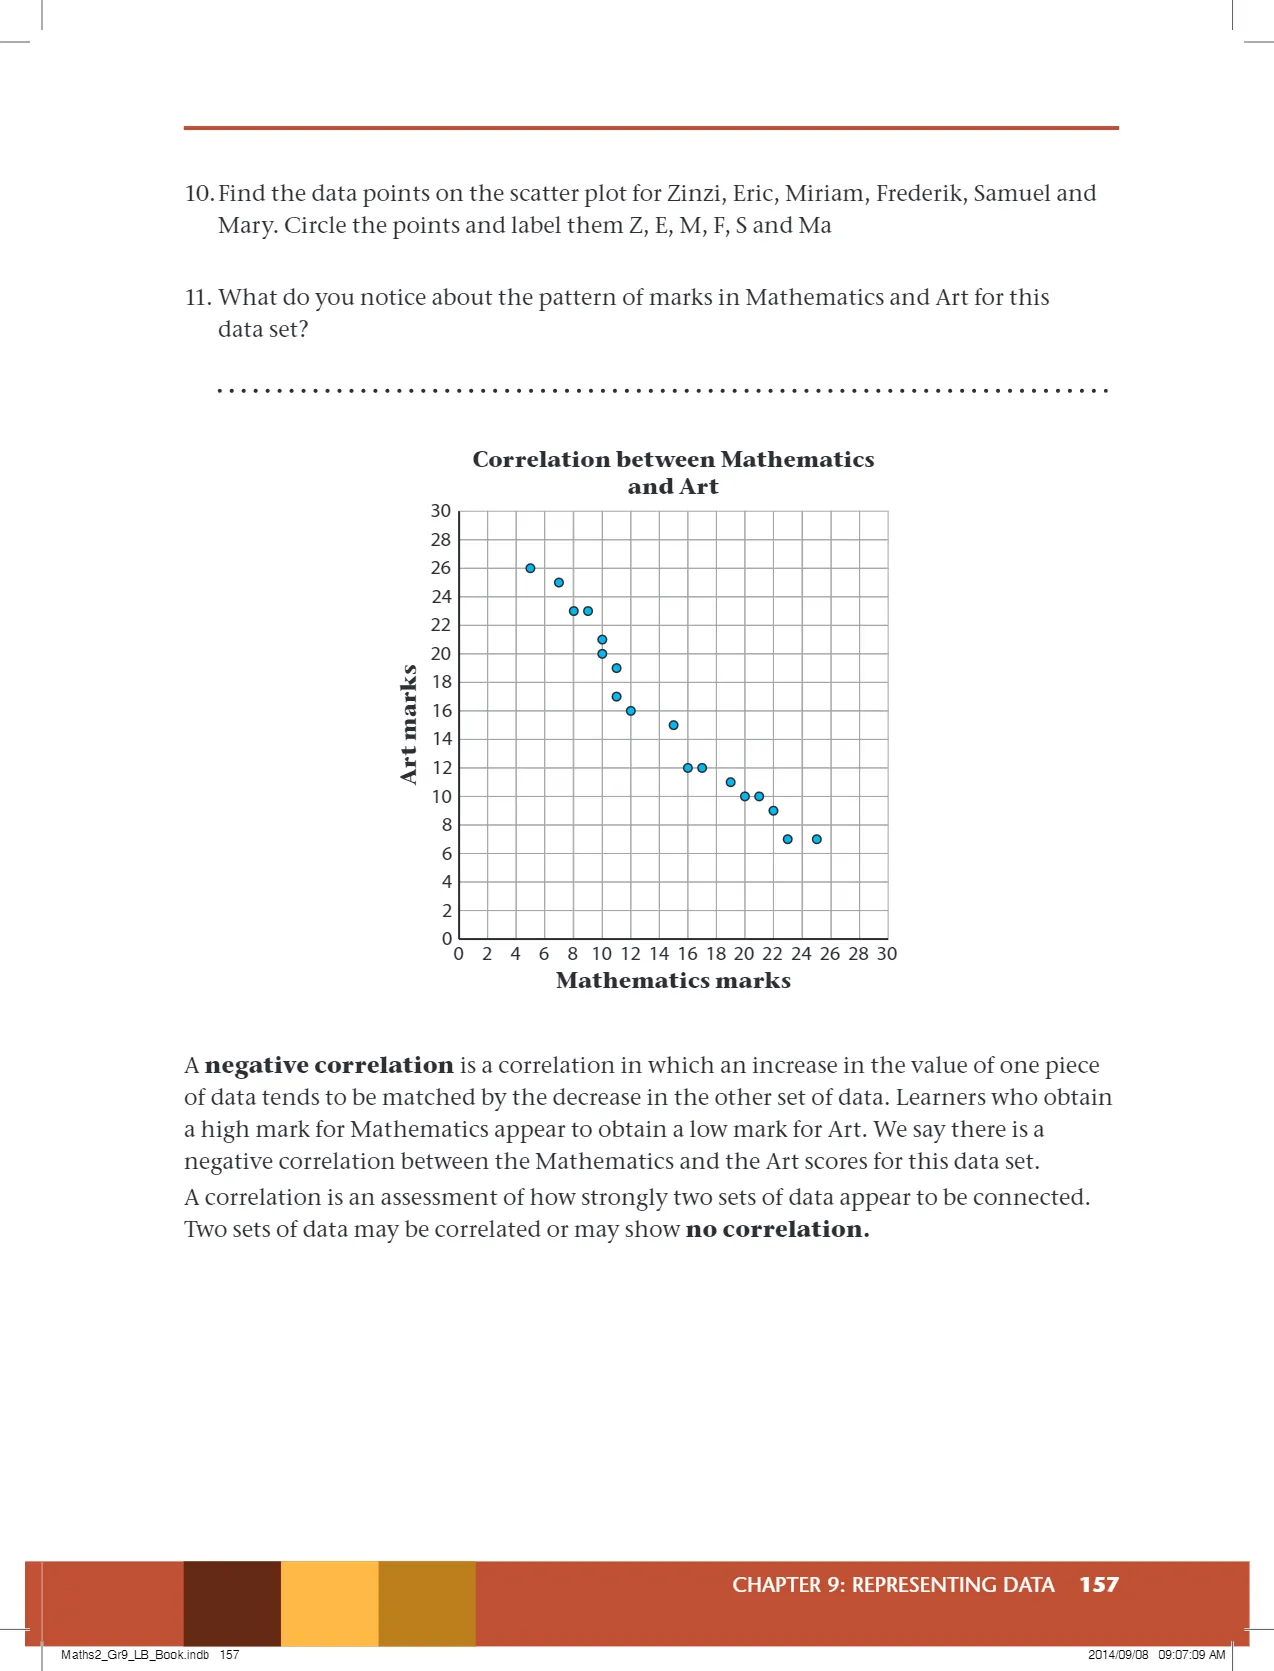 10. Find the data points on the scatter plot for Zinzi, Eric, Miriam, Frederik, Samuel and
Mary. Circle the points and label them Z, E, M, F, S and Ma
11. What do you notice about the pattern of marks in Mathematics and Art for this
data set?
Correlation between Mathematics
and Art
30
28
26
24
22
20
18
16
14
12
10
8
6
4
2
0
Art marks
0 2 4 6 8 10 12 14 16 18 20 22 24 26 28 30
Mathematics marks
A negative correlation is a correlation in which an increase in the value of one piece
of data tends to be matched by the decrease in the other set of data. Learners who obtain
a high mark for Mathematics appear to obtain a low mark for Art. We say there is a
negative correlation between the Mathematics and the Art scores for this data set.
A correlation is an assessment of how strongly two sets of data appear to be connected.
Two sets of data may be correlated or may show no correlation.
CHAPTER 9: REPRESENTING DATA 157
Maths2_Gr9_LB_Book.indb 157 2014/09/08 09:07:09 AM